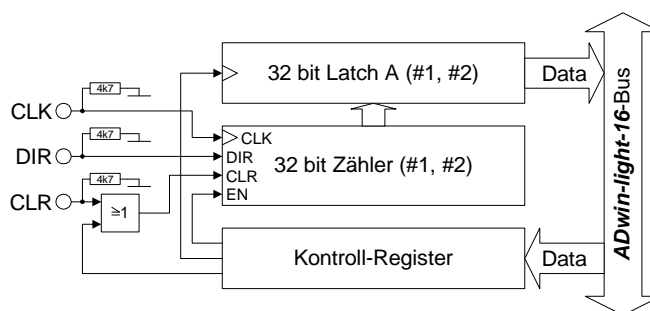 32 bit Latch A (#1, #2)
Data
4k7
CLK
CLK
4k7
DIR
DIR
32 bit Zähler (#1, #2)
CLR
4k7
CLR
EN
≥1
Kontroll-Register
Data
ADwin-light-16-Bus